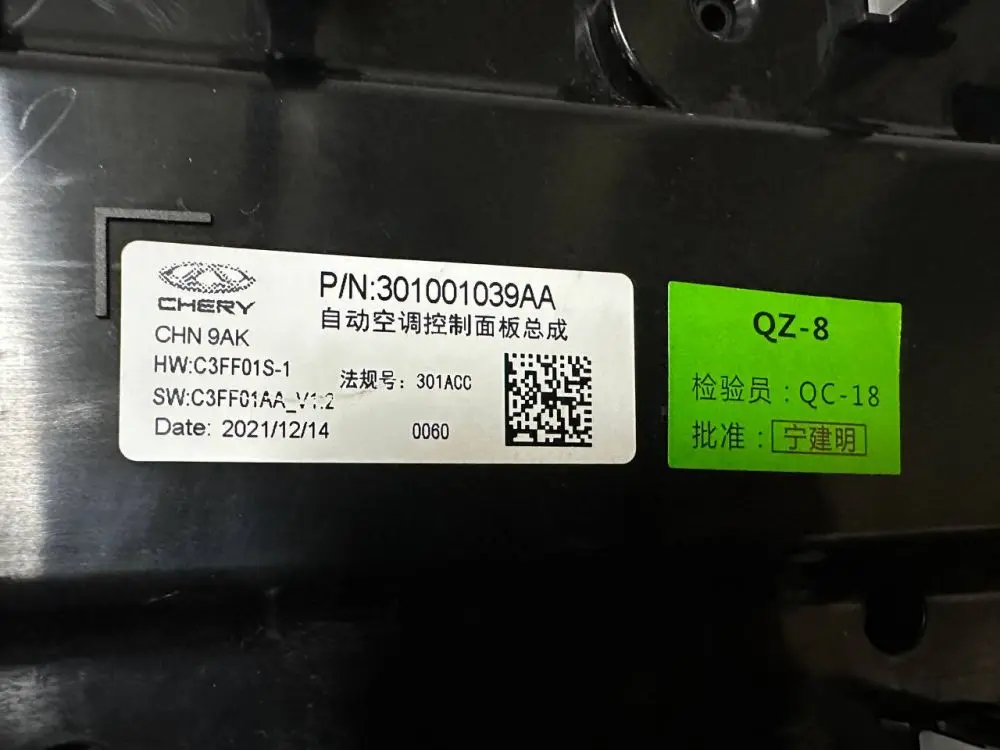 CHERY
P/N:301001039AA
自动空调控制面板总成
CHN 9AK
HW:C3FF01S-1
法规号：301ACC
SW:C3FF01AA_V1.2
Date: 2021/12/14
0060
QZ-8
检验员：QC-18
批准：宁建明